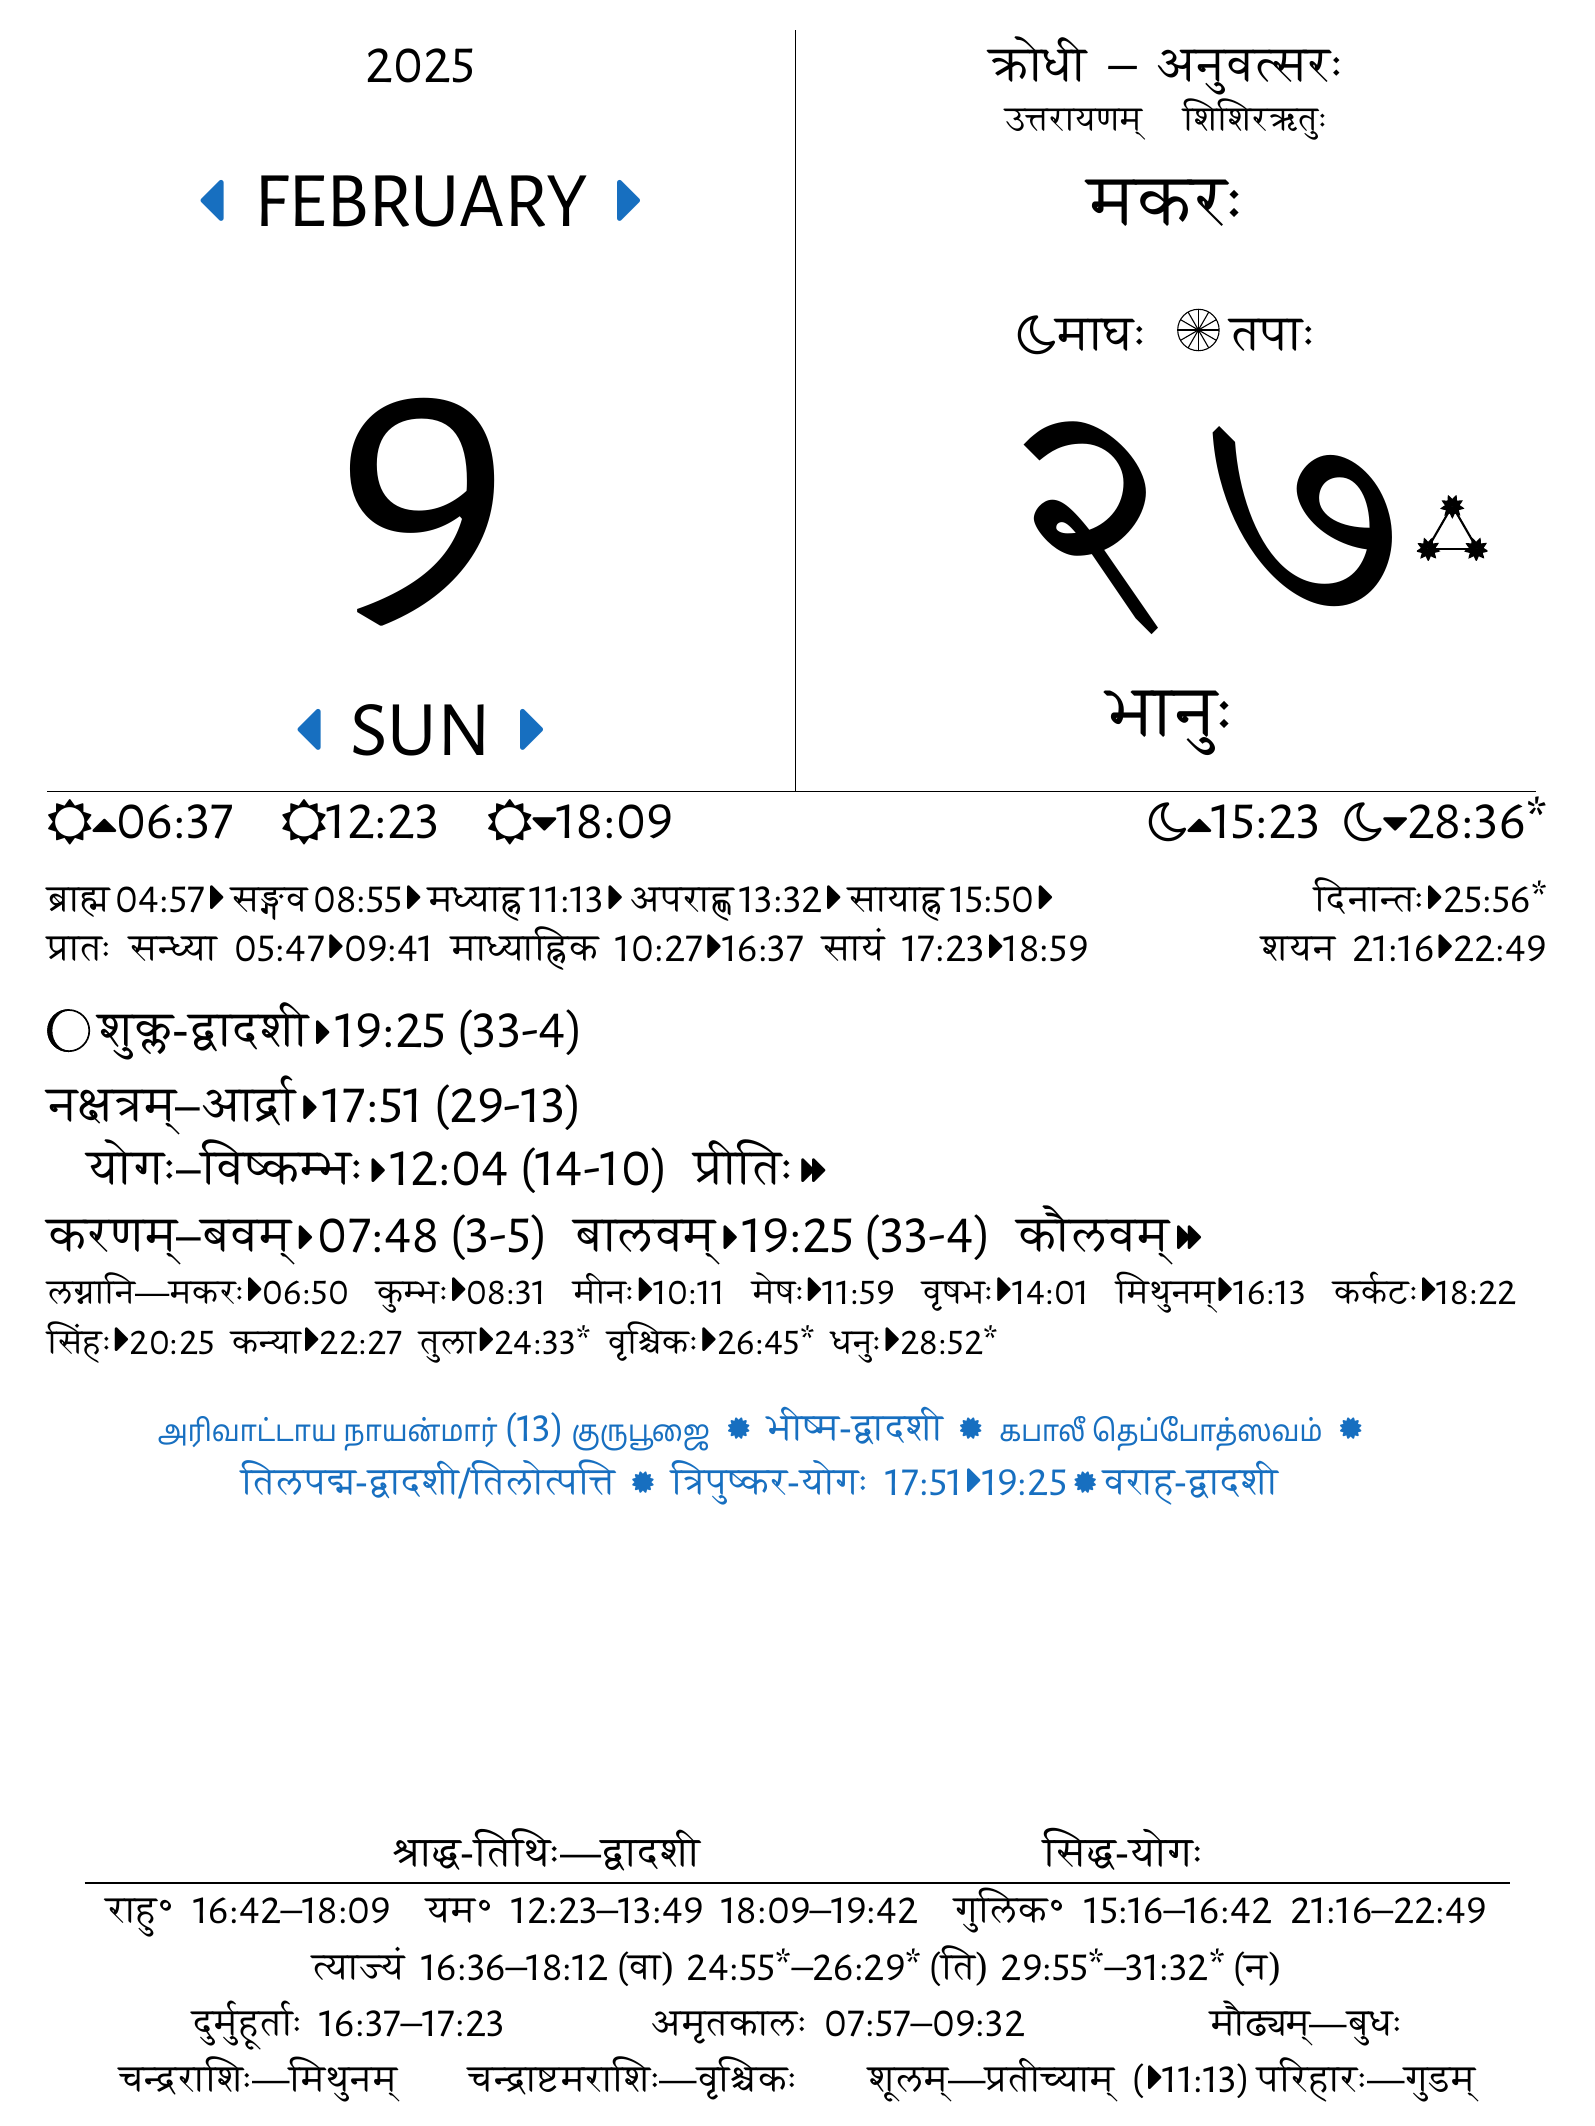 2025
FEBRUARY
9
SUN
क्रोधी – अनुवत्सरः
उत्तरायणम् शिशिरऋतुः
मकरः
माघः तपाः
२७
भानुः
06:37 12:23 18:09 15:23 28:36*
ब्राह्म 04:57 सङ्गव 08:55 मध्याह्न 11:13 अपराह्ण 13:32 सायाह्न 15:50 दिनान्तः 25:56*
प्रातः सन्ध्या 05:47 09:41 माध्याह्निक 10:27 16:37 सायं 17:23 18:59 शयन 21:16 22:49
शुक्ल-द्वादशी 19:25 (33-4)
नक्षत्रम्–आर्द्रा 17:51 (29-13)
योगः–विष्कम्भः 12:04 (14-10) प्रीतिः
करणम्–बवम् 07:48 (3-5) बालवम् 19:25 (33-4) कौलवम्
लग्नानि—मकरः 06:50 कुम्भः 08:31 मीनः 10:11 मेषः 11:59 वृषभः 14:01 मिथुनम् 16:13 कर्कटः 18:22
सिंहः 20:25 कन्या 22:27 तुला 24:33* वृश्चिकः 26:45* धनुः 28:52*
அரிவாட்டாய நாயன்மார் (13) குருபூஜை ✹ भीष्म-द्वादशी ✹ கபாலீ தெப்போத்ஸவம் ✹
तिलपद्म-द्वादशी/तिलोत्पत्ति ✹ त्रिपुष्कर-योगः 17:51 19:25 ✹ वराह-द्वादशी
श्राद्ध-तिथिः—द्वादशी सिद्ध-योगः
राहु॰ 16:42–18:09 यम॰ 12:23–13:49 18:09–19:42 गुलिक॰ 15:16–16:42 21:16–22:49
त्याज्यं 16:36–18:12 (वा) 24:55*–26:29* (ति) 29:55*–31:32* (न)
दुर्मुहूर्ताः 16:37–17:23 अमृतकालः 07:57–09:32 मौढ्यम्—बुधः
चन्द्रराशिः—मिथुनम् चन्द्राष्टमराशिः—वृश्चिकः शूलम्—प्रतीच्याम् (11:13) परिहारः—गुडम्